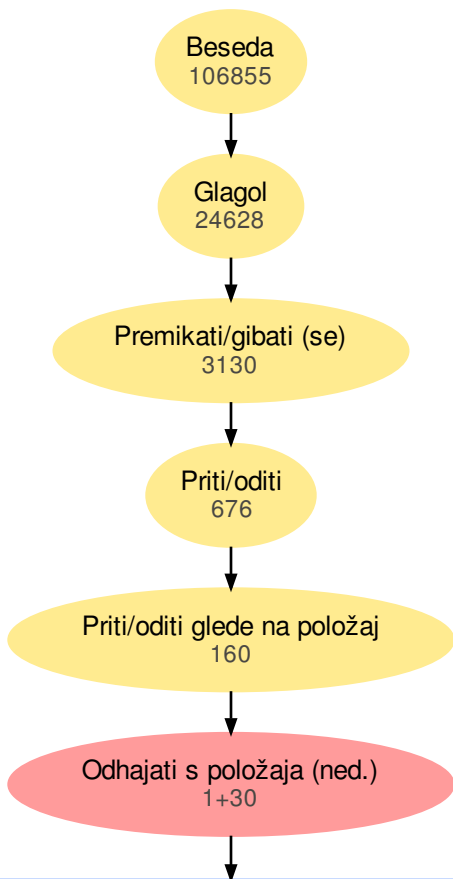 Beseda
106855
Glagol
24628
Premikati/gibati (se)
3130
Priti/oditi
676
Priti/oditi glede na položaj
160
Odhajati s položaja (ned.)
1+30